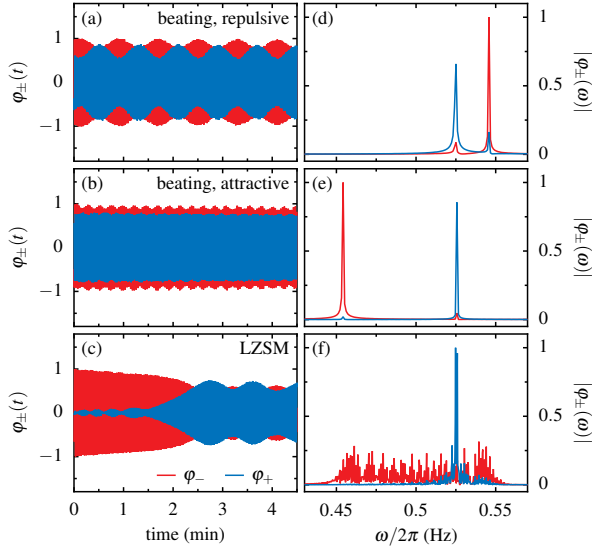 (a) beating, repulsive
1
0
−1
φ±(t)
(d)
1
0.5
0
|φ±(ω)|
(b) beating, attractive
1
0
−1
φ±(t)
(e)
1
0.5
0
|φ±(ω)|
(c) LZSM
1
0
−1
φ±(t)
φ− φ+
0 1 2 3 4
time (min)
(f)
1
0.5
0
|φ±(ω)|
0.45 0.5 0.55
ω/2π (Hz)